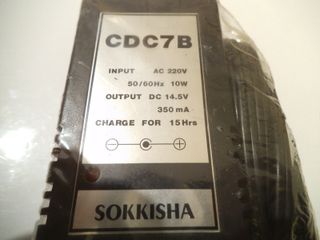 CDC7B
INPUT AC 220V
50/60Hz 10W
OUTPUT DC 14.5V
350 mA
CHARGE FOR 15Hrs
SOKKISHA